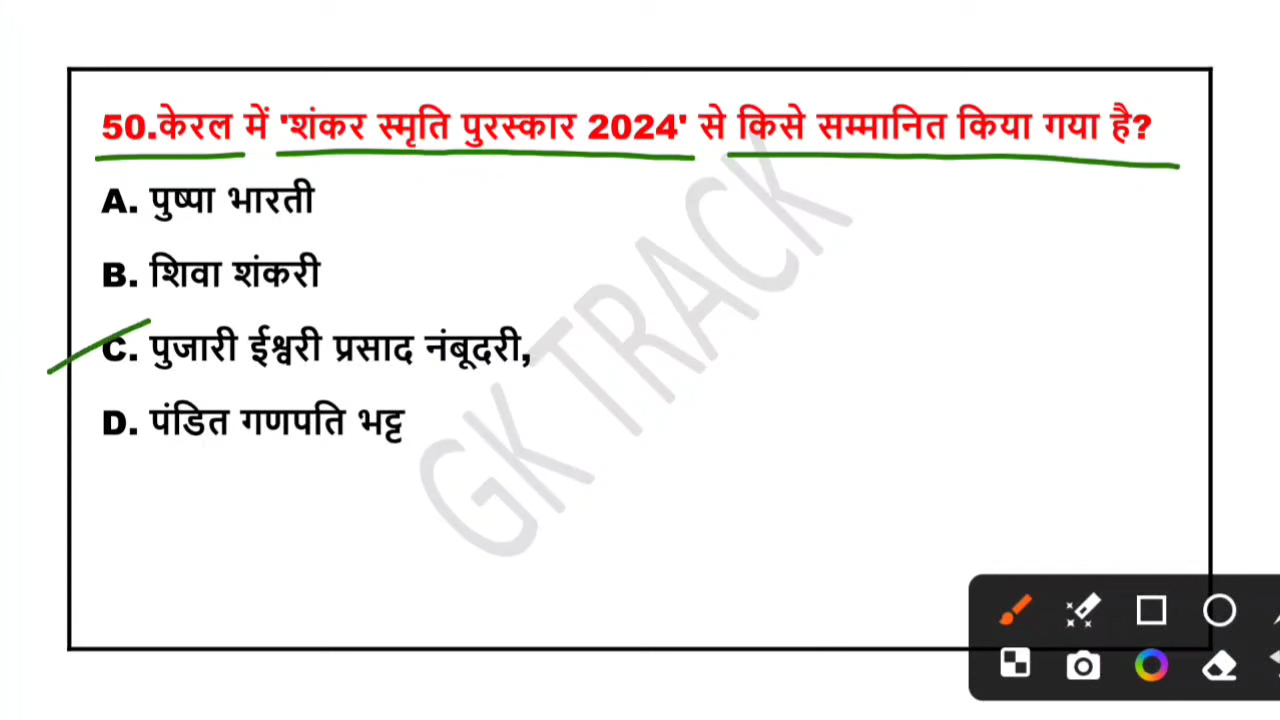 50.केरल में 'शंकर स्मृति पुरस्कार 2024' से किसे सम्मानित किया गया है?
A. पुष्पा भारती
B. शिवा शंकरी
C. पुजारी ईश्वरी प्रसाद नंबूदरी,
D. पंडित गणपति भट्ट
GK TRACK